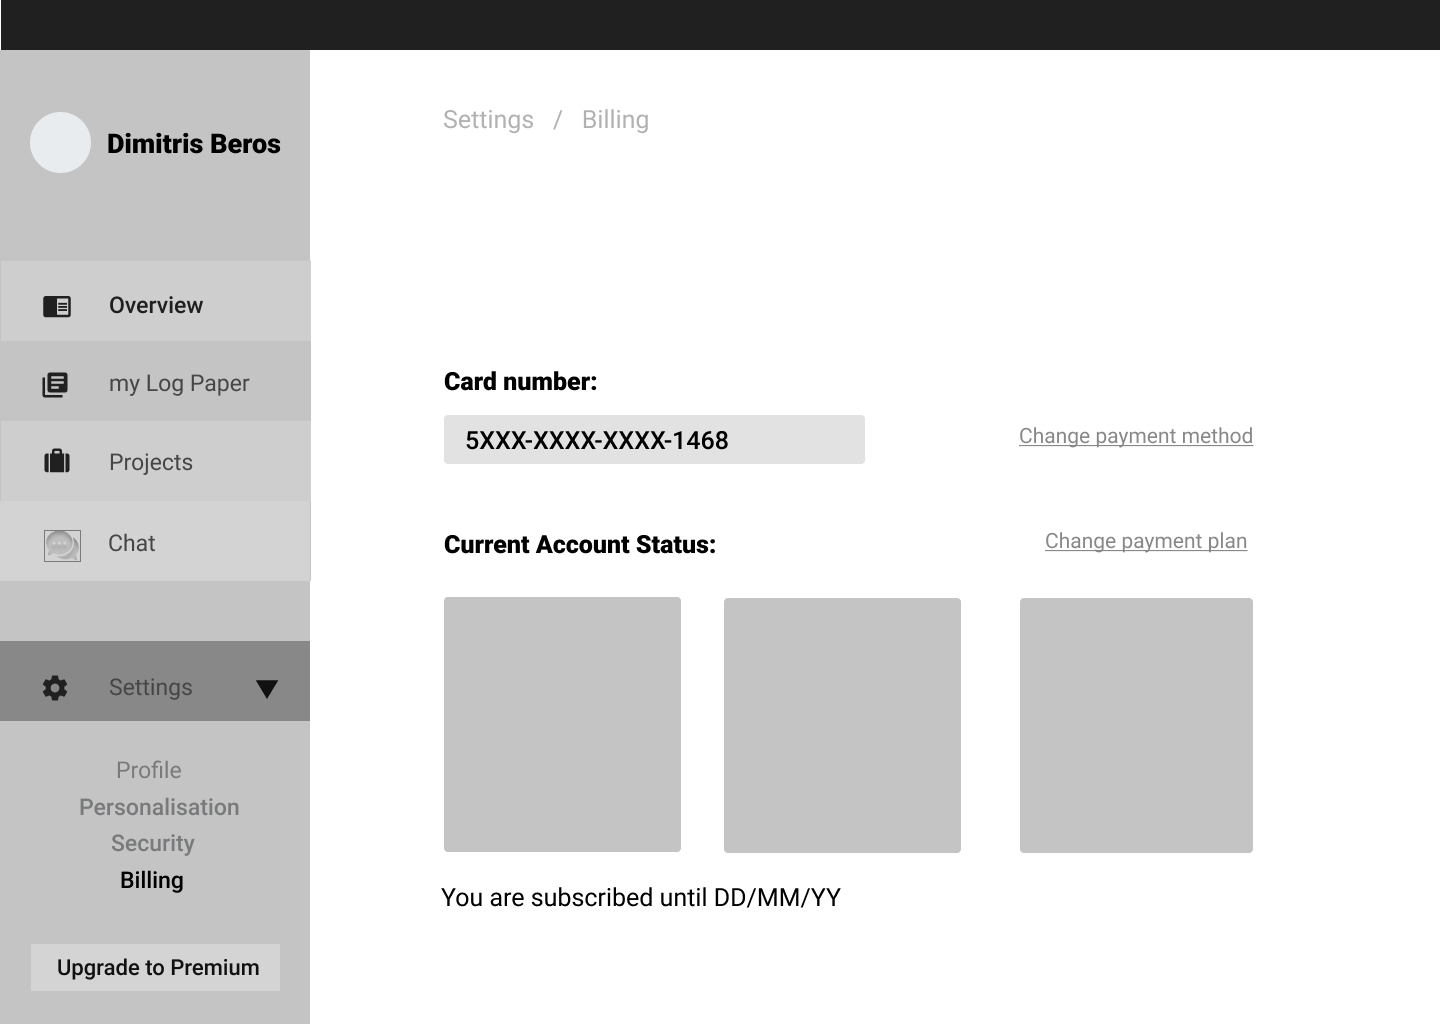 Dimitris Beros
Overview
my Log Paper
Projects
Chat
Settings
Profile
Personalisation
Security
Billing
Upgrade to Premium
Settings / Billing
Card number:
5XXX-XXXX-XXXX-1468
Change payment method
Current Account Status:
Change payment plan
You are subscribed until DD/MM/YY